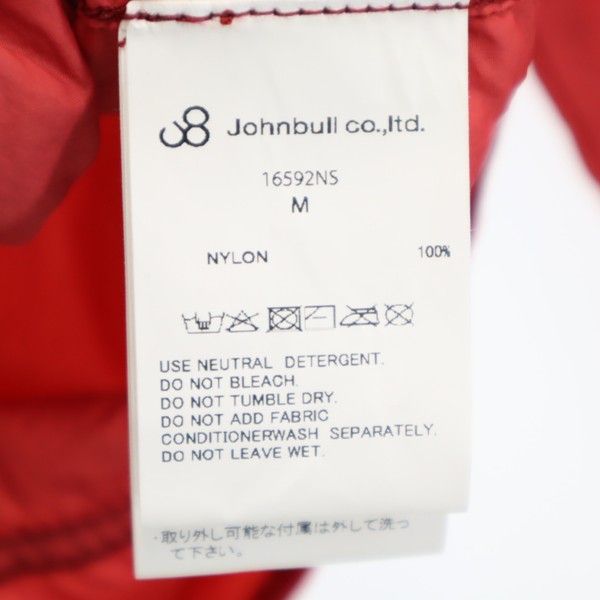 Johnbull co.,ltd.
16592NS
M
NYLON 100%
USE NEUTRAL DETERGENT.
DO NOT BLEACH.
DO NOT TUMBLE DRY.
DO NOT ADD FABRIC
CONDITIONERWASH SEPARATELY.
DO NOT LEAVE WET.
・取り外し可能な付属は外して洗っ
て下さい。